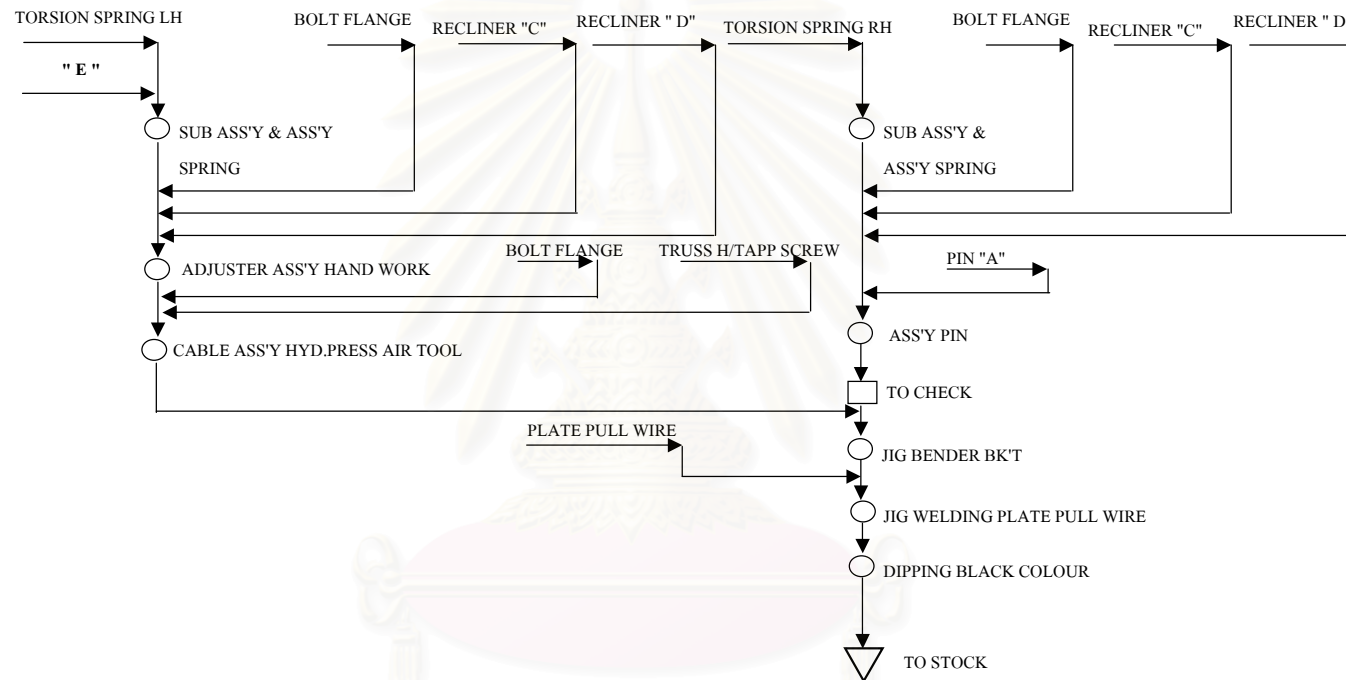 TORSION SPRING LH
BOLT FLANGE
RECLINER "C"
RECLINER " D"
TORSION SPRING RH
BOLT FLANGE
RECLINER "C"
RECLINER " D
" E "
SUB ASS'Y & ASS'Y
SPRING
SUB ASS'Y &
ASS'Y SPRING
BOLT FLANGE
TRUSS H/TAPP SCREW
PIN "A"
ADJUSTER ASS'Y HAND WORK
ASS'Y PIN
CABLE ASS'Y HYD.PRESS AIR TOOL
TO CHECK
PLATE PULL WIRE
JIG BENDER BK'T
JIG WELDING PLATE PULL WIRE
DIPPING BLACK COLOUR
TO STOCK